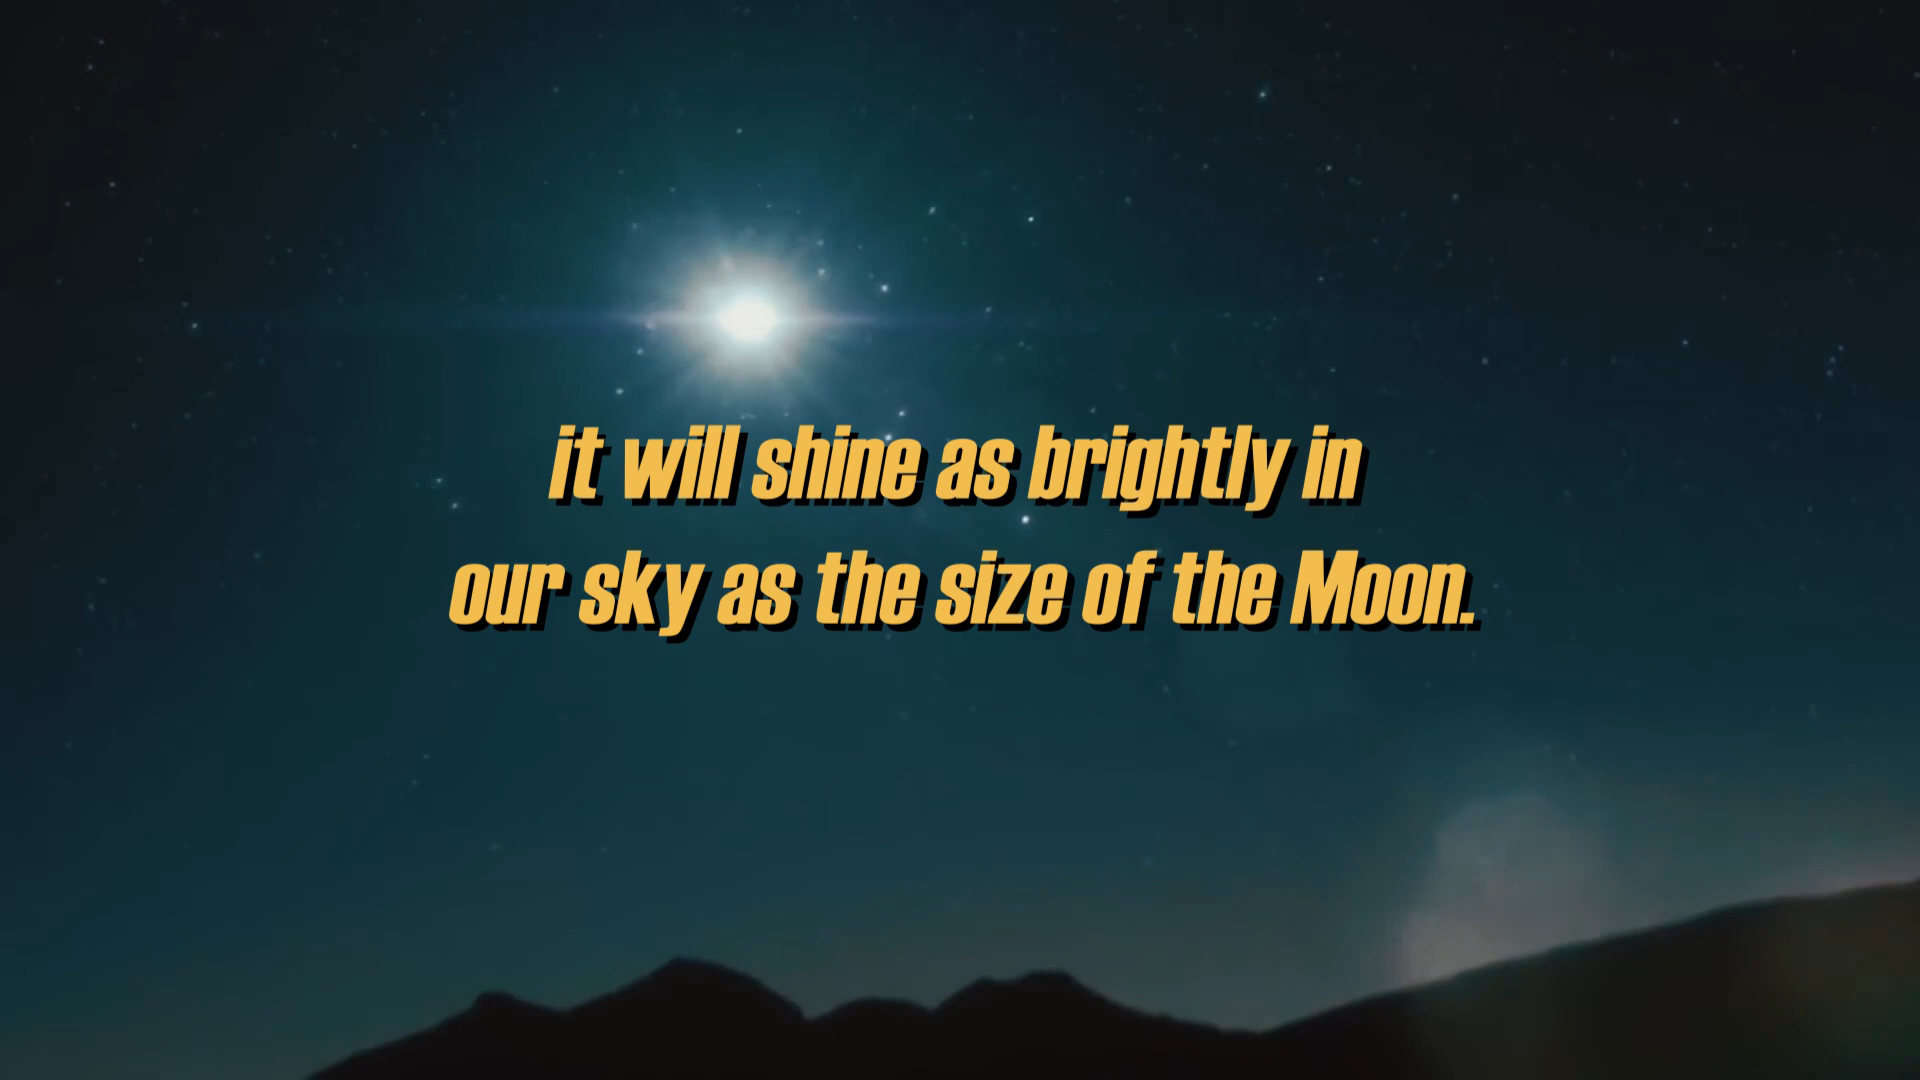 it will shine as brightly in
our sky as the size of the Moon.